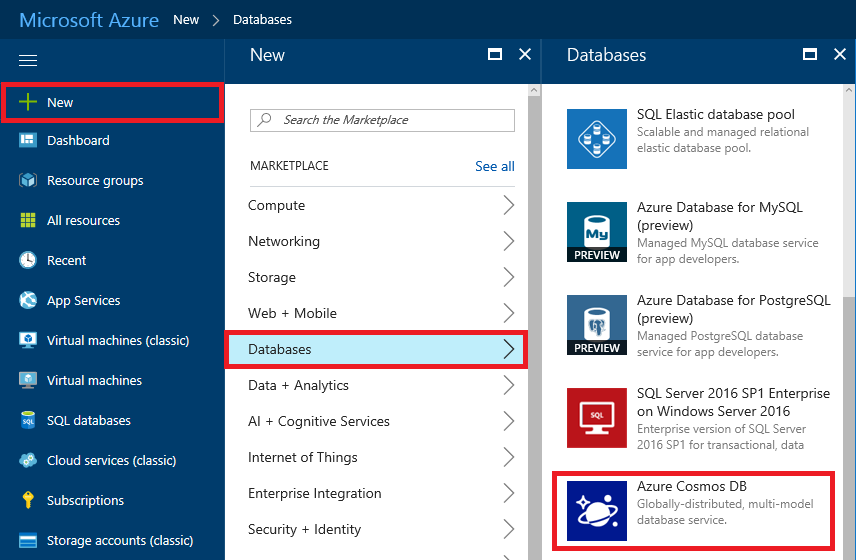 Microsoft Azure New > Databases
New
Dashboard
Resource groups
All resources
Recent
App Services
Virtual machines (classic)
Virtual machines
SQL databases
Cloud services (classic)
Subscriptions
Storage accounts (classic)
New
Search the Marketplace
MARKETPLACE See all
Compute
Networking
Storage
Web + Mobile
Databases
Data + Analytics
AI + Cognitive Services
Internet of Things
Enterprise Integration
Security + Identity
Databases
SQL Elastic database pool
Scalable and managed relational
elastic database pool.
My
PREVIEW
Azure Database for MySQL
(preview)
Managed MySQL database service
for app developers.
PREVIEW
Azure Database for PostgreSQL
(preview)
Managed PostgreSQL database
service for app developers.
SQL
SQL Server 2016 SP1 Enterprise
on Windows Server 2016
Enterprise version of SQL Server
2016 SP1 for transactional, data
Azure Cosmos DB
Globally-distributed, multi-model
database service.